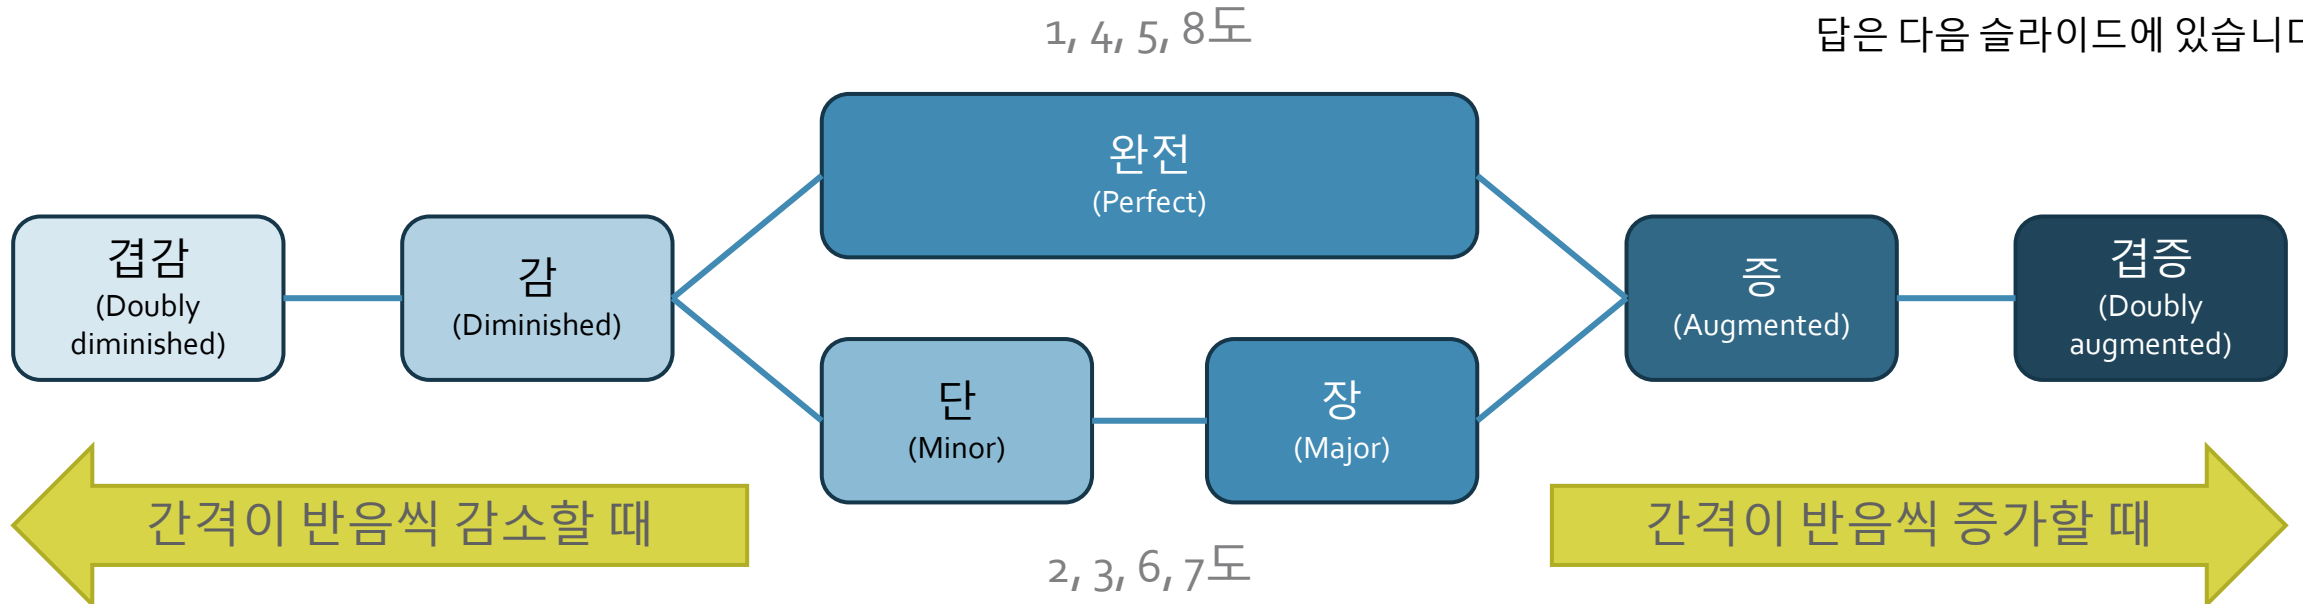 1, 4, 5, 8도
답은 다음 슬라이드에 있습니다
완전
(Perfect)
겹감
(Doubly
diminished)
감
(Diminished)
증
(Augmented)
겹증
(Doubly
augmented)
단
(Minor)
장
(Major)
간격이 반음씩 감소할 때
간격이 반음씩 증가할 때
2, 3, 6, 7도